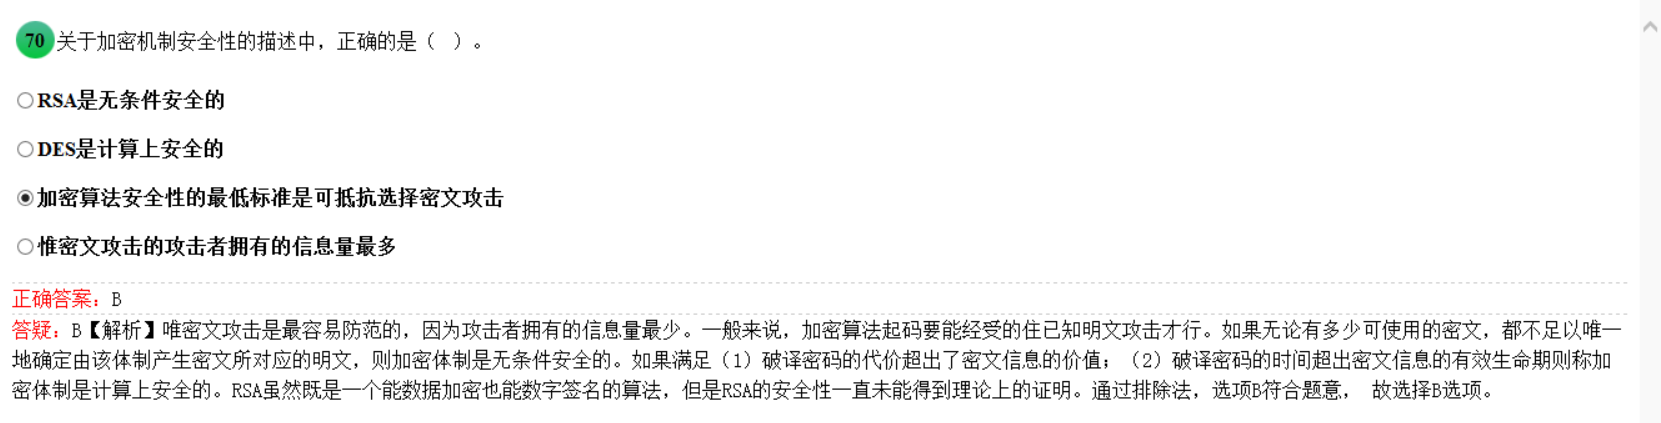 70 关于加密机制安全性的描述中，正确的是（ ）。
RSA是无条件安全的
DES是计算上安全的
加密算法安全性的最低标准是可抵抗选择密文攻击
惟密文攻击的攻击者拥有的信息量最多
正确答案：B
答疑：B【解析】唯密文攻击是最容易防范的，因为攻击者拥有的信息量最少。一般来说，加密算法起码要能经受的住已知明文攻击才行。如果无论有多少可使用的密文，都不足以唯一
地确定由该体制产生密文所对应的明文，则加密体制是无条件安全的。如果满足（1）破译密码的代价超出了密文信息的价值；（2）破译密码的时间超出密文信息的有效生命期则称加
密体制是计算上安全的。RSA虽然既是一个能数据加密也能数字签名的算法，但是RSA的安全性一直未能得到理论上的证明。通过排除法，选项B符合题意， 故选择B选项。